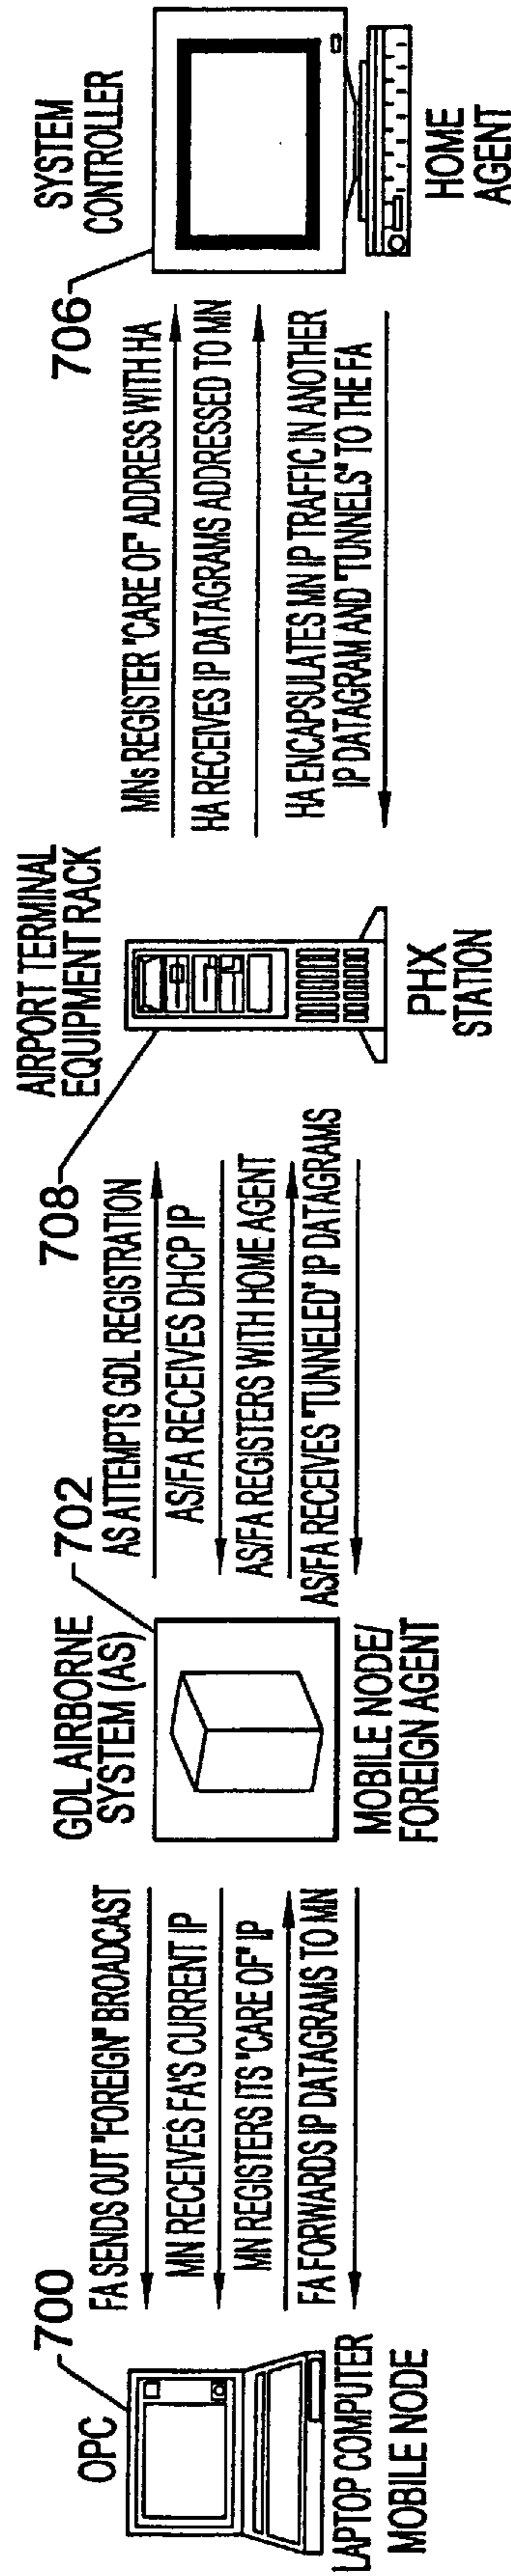 OPC
700
LAPTOP COMPUTER
MOBILE NODE
FA SENDS OUT "FOREIGN" BROADCAST
MN RECEIVES FA'S CURRENT IP
MN REGISTERS ITS "CARE OF" IP
FA FORWARDS IP DATAGRAMS TO MN
GDL AIRBORNE
SYSTEM (AS)
702
MOBILE NODE/
FOREIGN AGENT
AS ATTEMPTS GDL REGISTRATION
AS/FA RECEIVES DHCP IP
AS/FA REGISTERS WITH HOME AGENT
AS/FA RECEIVES "TUNNELED" IP DATAGRAMS
AIRPORT TERMINAL
EQUIPMENT RACK
708
PHX
STATION
MNs REGISTER "CARE OF" ADDRESS WITH HA
HA RECEIVES IP DATAGRAMS ADDRESSED TO MN
HA ENCAPSULATES MN IP TRAFFIC IN ANOTHER
IP DATAGRAM AND "TUNNELS" TO THE FA
SYSTEM
CONTROLLER
706
HOME
AGENT